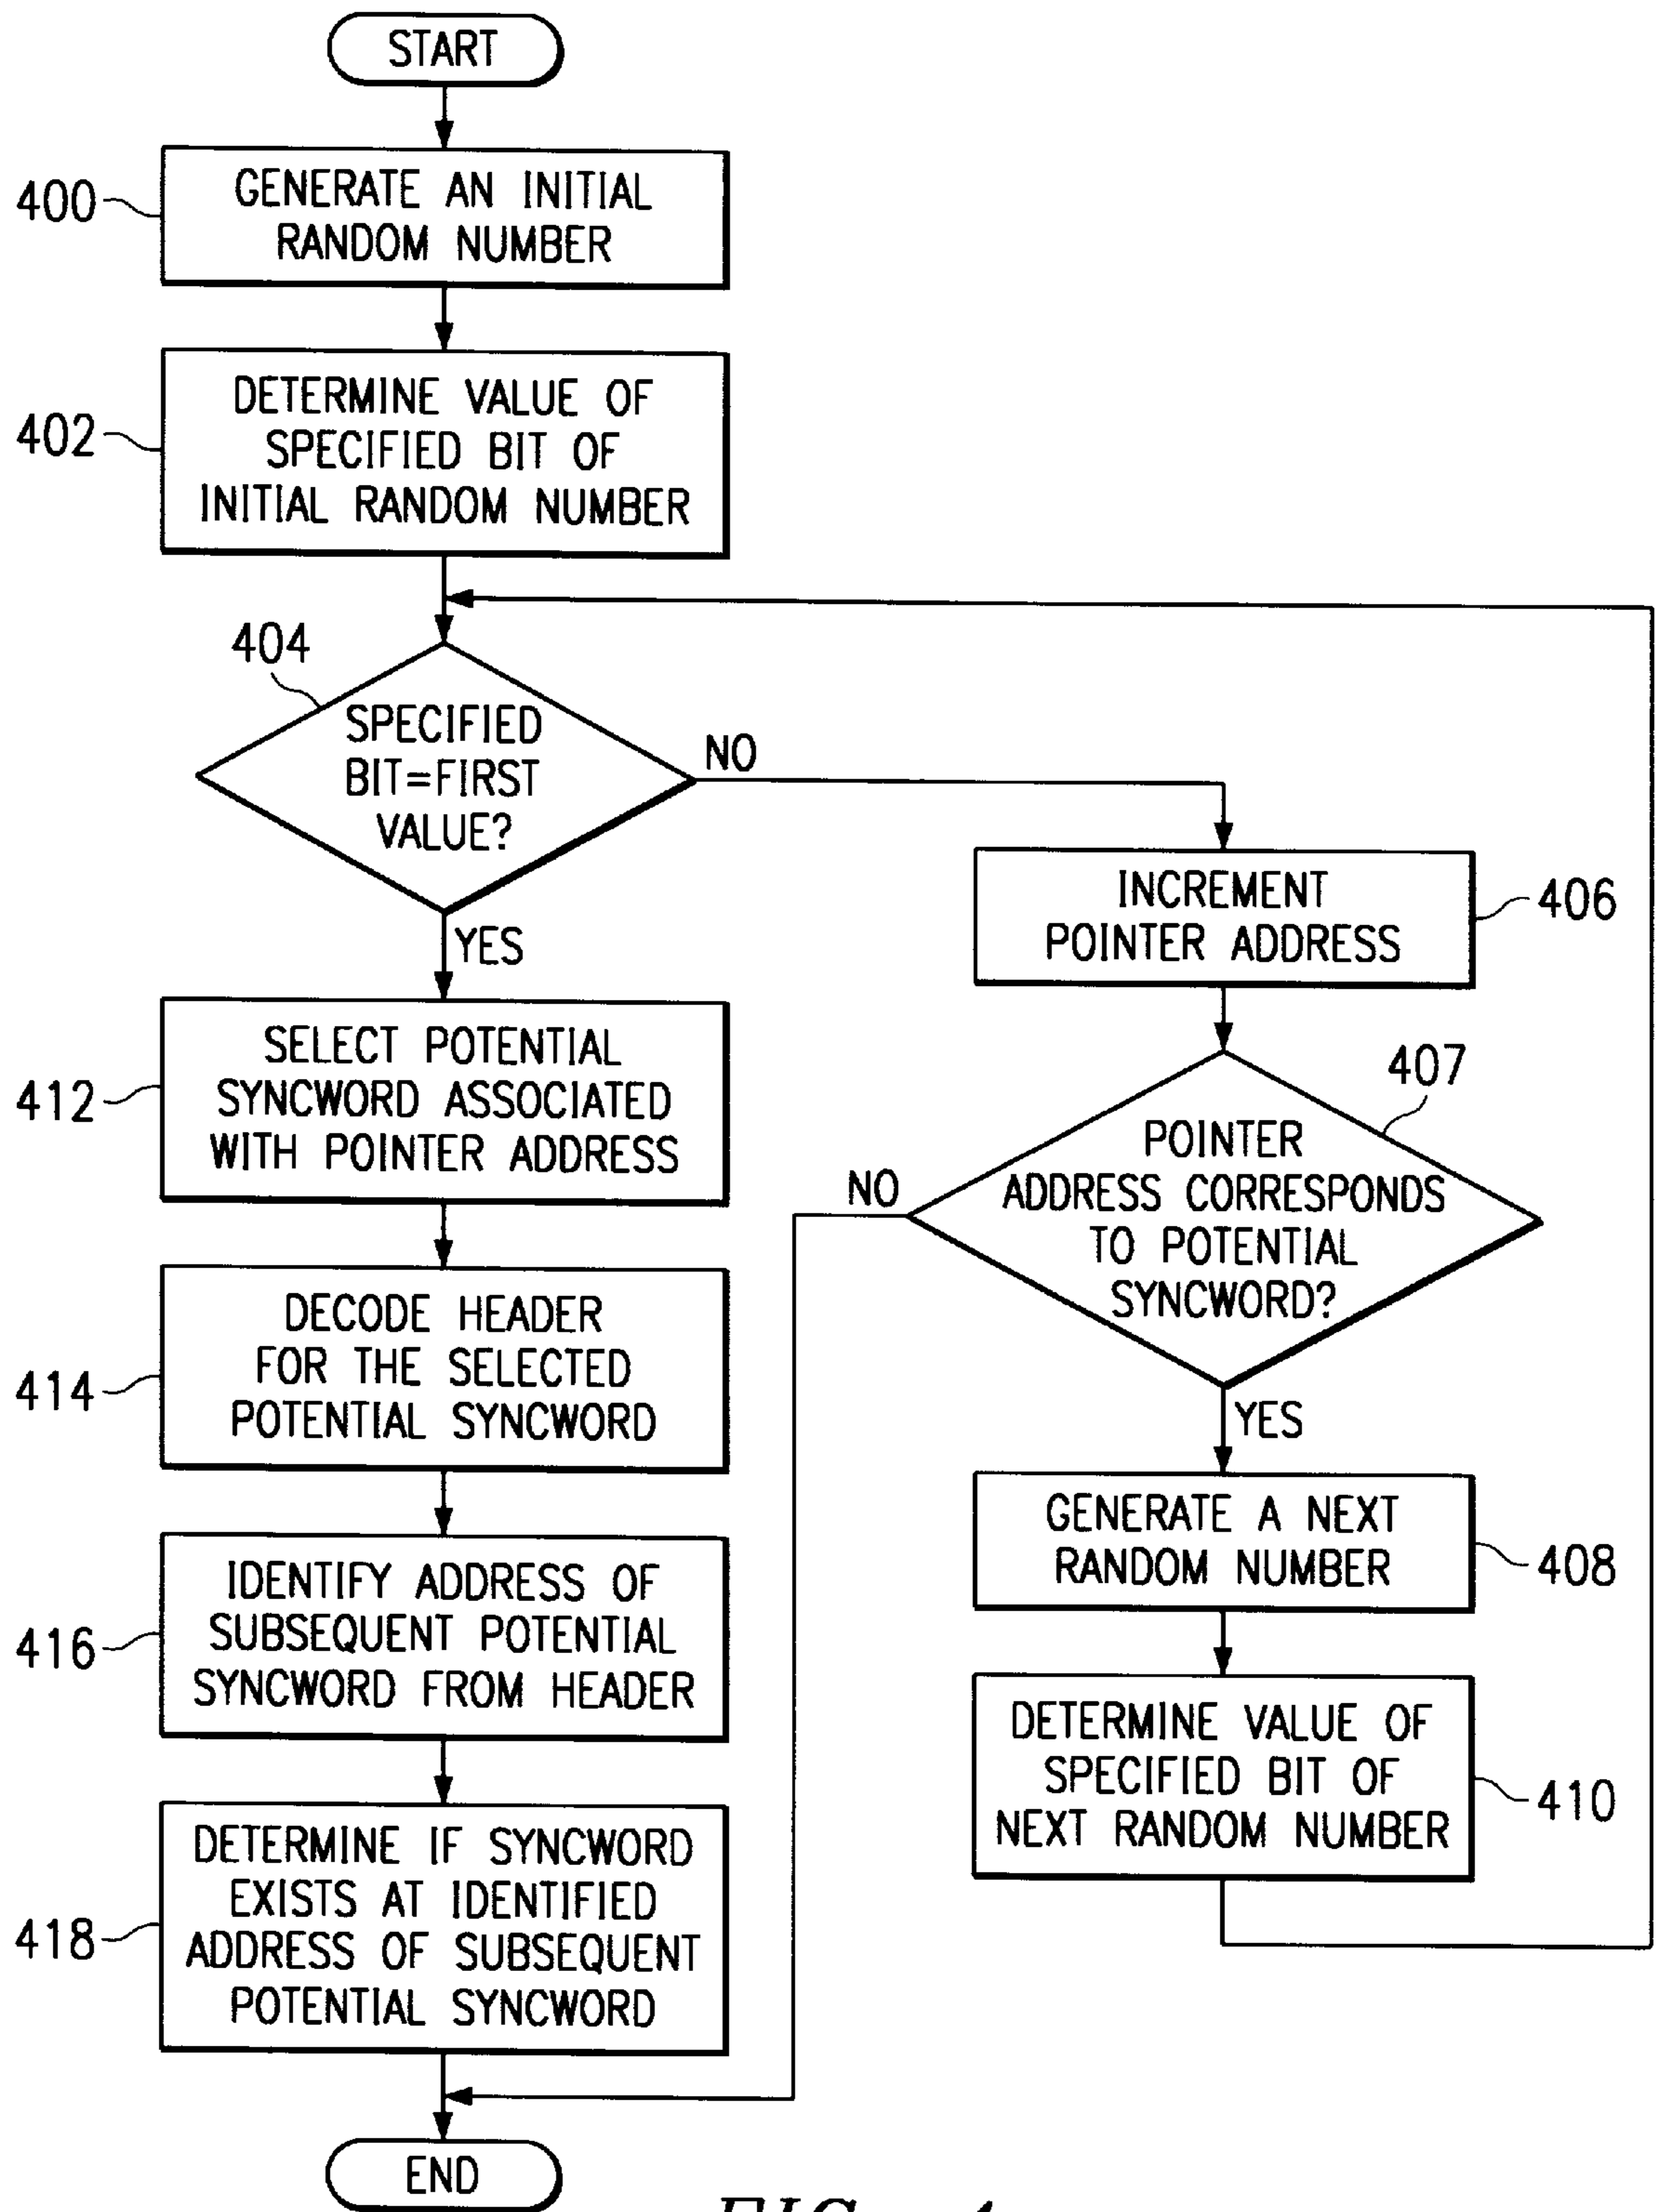 START
400
GENERATE AN INITIAL
RANDOM NUMBER
402
DETERMINE VALUE OF
SPECIFIED BIT OF
INITIAL RANDOM NUMBER
404
SPECIFIED
BIT=FIRST
VALUE?
NO
YES
INCREMENT
POINTER ADDRESS
406
407
POINTER
ADDRESS CORRESPONDS
TO POTENTIAL
SYNCWORD?
NO
YES
GENERATE A NEXT
RANDOM NUMBER
408
DETERMINE VALUE OF
SPECIFIED BIT OF
NEXT RANDOM NUMBER
410
412
SELECT POTENTIAL
SYNCWORD ASSOCIATED
WITH POINTER ADDRESS
414
DECODE HEADER
FOR THE SELECTED
POTENTIAL SYNCWORD
416
IDENTIFY ADDRESS OF
SUBSEQUENT POTENTIAL
SYNCWORD FROM HEADER
418
DETERMINE IF SYNCWORD
EXISTS AT IDENTIFIED
ADDRESS OF SUBSEQUENT
POTENTIAL SYNCWORD
END